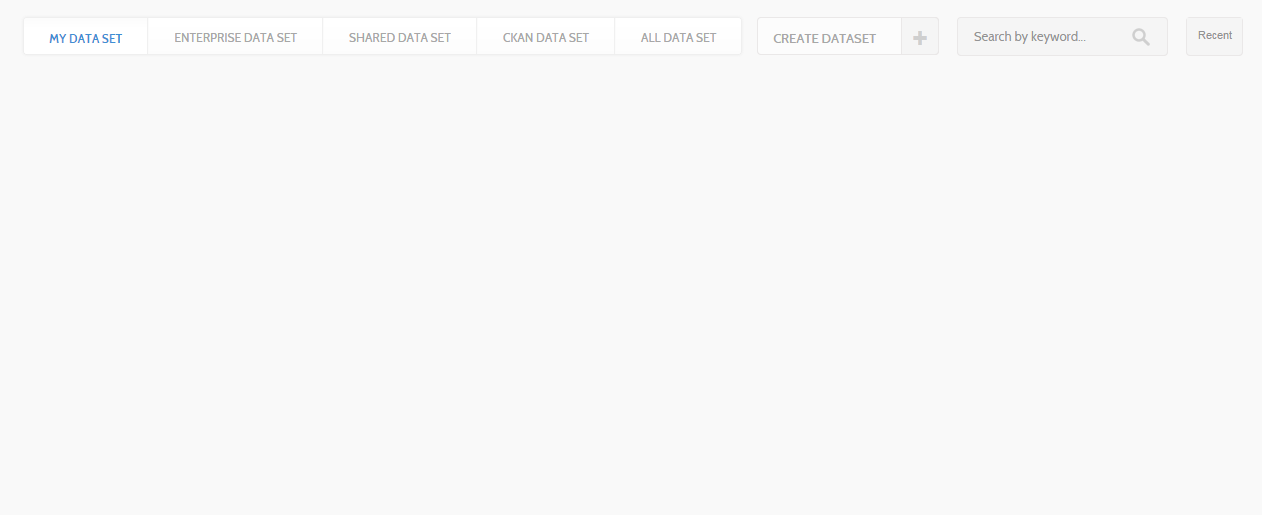 MY DATA SET
ENTERPRISE DATA SET
SHARED DATA SET
CKAN DATA SET
ALL DATA SET
CREATE DATASET
Search by keyword...
Recent